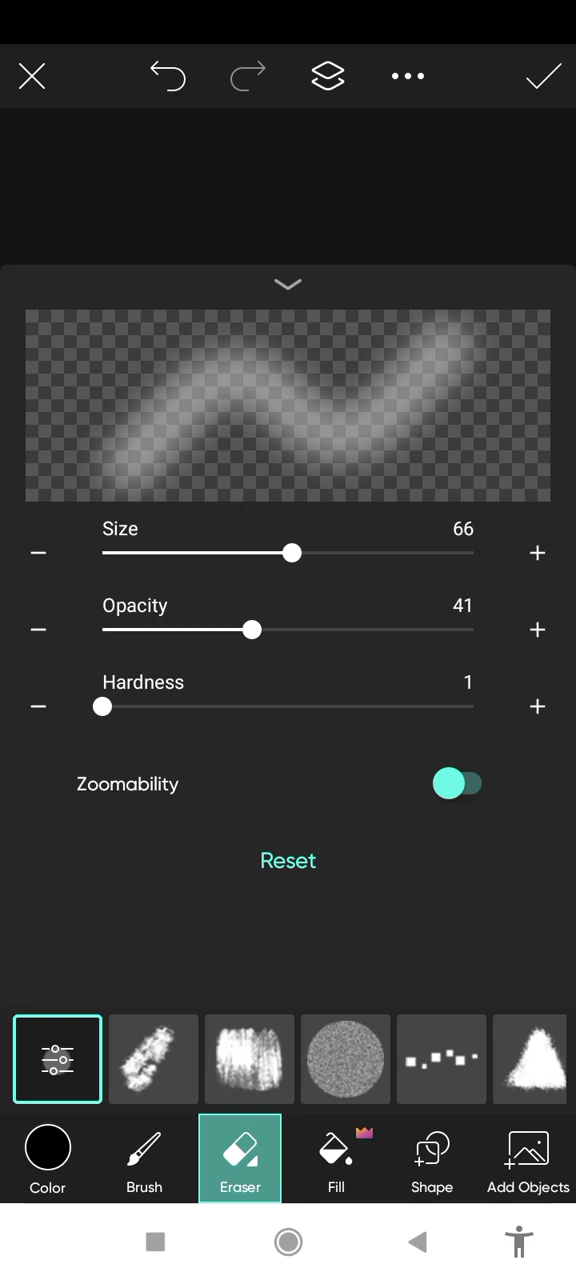 Size 66
Opacity 41
Hardness 1
Zoomability
Reset
Color Brush Eraser Fill Shape Add Objects